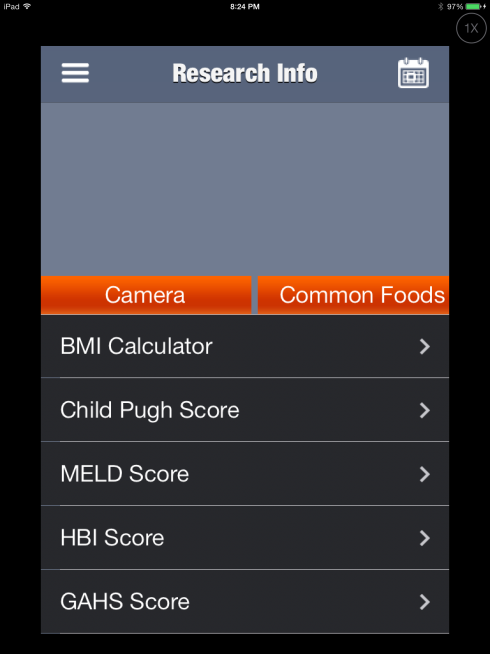 iPad 8:24 PM 97%
1X
Research Info
Camera Common Foods
BMI Calculator
Child Pugh Score
MELD Score
HBI Score
GAHS Score